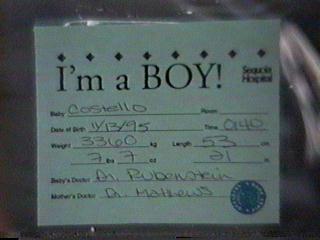 I'm a BOY!
Sequoia
Hospital
Baby Costello Room
Date of Birth 11/13/95 Time 0140
Weight 3360 kg Length 53 cm
7 lbs 7 oz 21 in
Baby's Doctor Dr. Rubenstein
Mother's Doctor Dr. Mathews